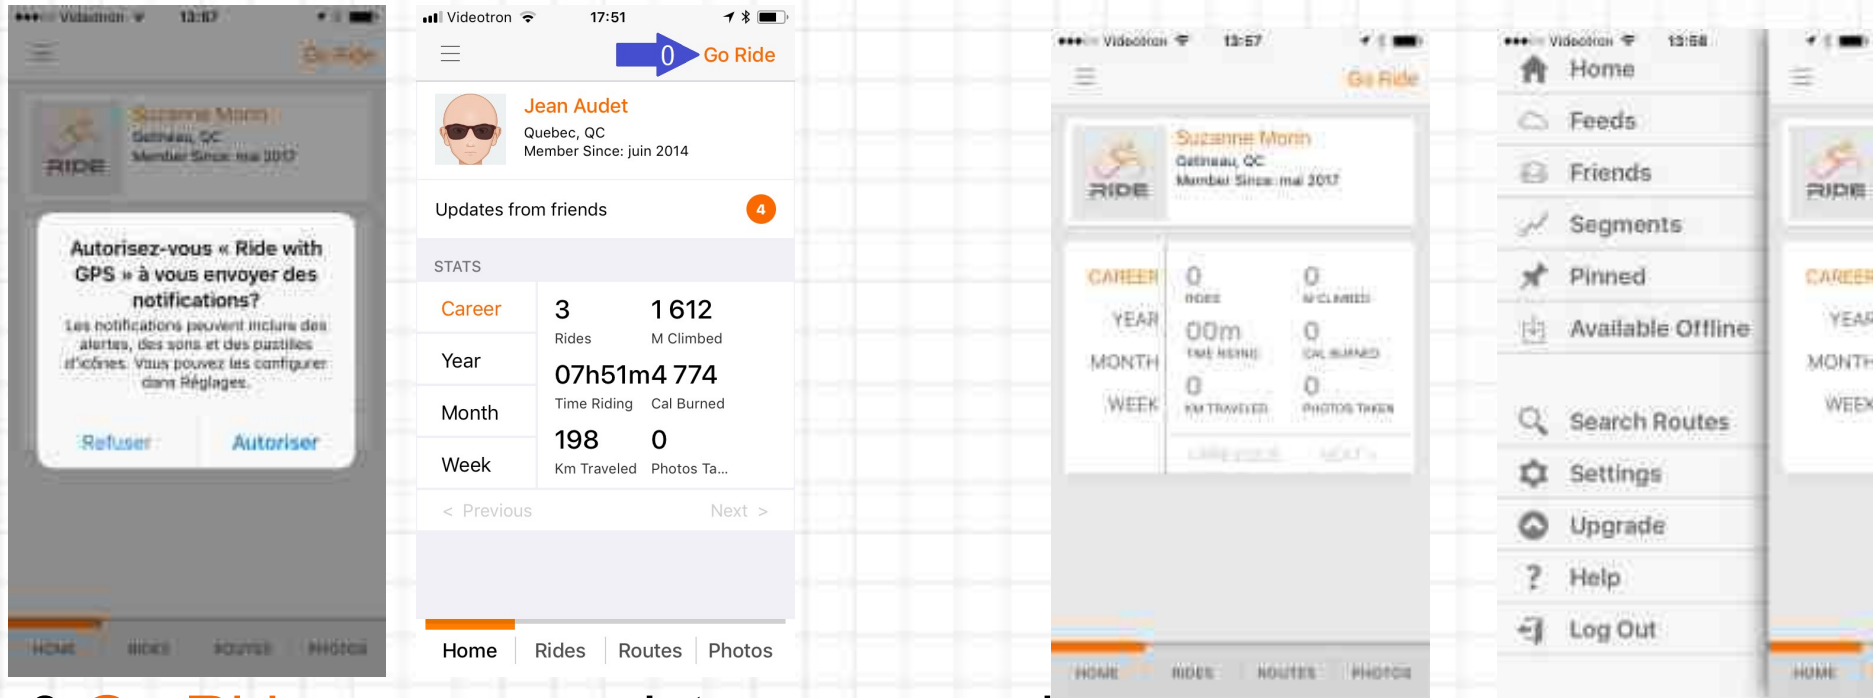 Videotron 13:57
Go Ride
Suzanne Morin
Gatineau, QC
Member Since: mai 2017
RIDE
Autorisez-vous « Ride with
GPS » à vous envoyer des
notifications?
Les notifications peuvent inclure des
alertes, des sons et des pastilles
d'icônes. Vous pouvez les configurer
dans Réglages.
Refuser Autoriser
HOME RIDES ROUTES PHOTOS
Videotron 17:51
0 Go Ride
Jean Audet
Quebec, QC
Member Since: juin 2014
Updates from friends 4
STATS
Career
Year
Month
Week
3 1 612
Rides M Climbed
07h51m 4 774
Time Riding Cal Burned
198 0
Km Traveled Photos Ta...
< Previous Next >
Home Rides Routes Photos
Videotron 13:57
Go Ride
Suzanne Morin
Gatineau, QC
Member Since: mai 2017
RIDE
CAREER
YEAR
MONTH
WEEK
0 0
RIDES M CLIMBED
00m 0
TIME RIDING CAL BURNED
0 0
KM TRAVELED PHOTOS TAKEN
< PREVIOUS NEXT >
HOME RIDES ROUTES PHOTOS
Videotron 13:58
Home
Feeds
Friends
Segments
Pinned
Available Offline
Search Routes
Settings
Upgrade
Help
Log Out
RIDE
CAREER
YEAR
MONTH
WEEK
HOME